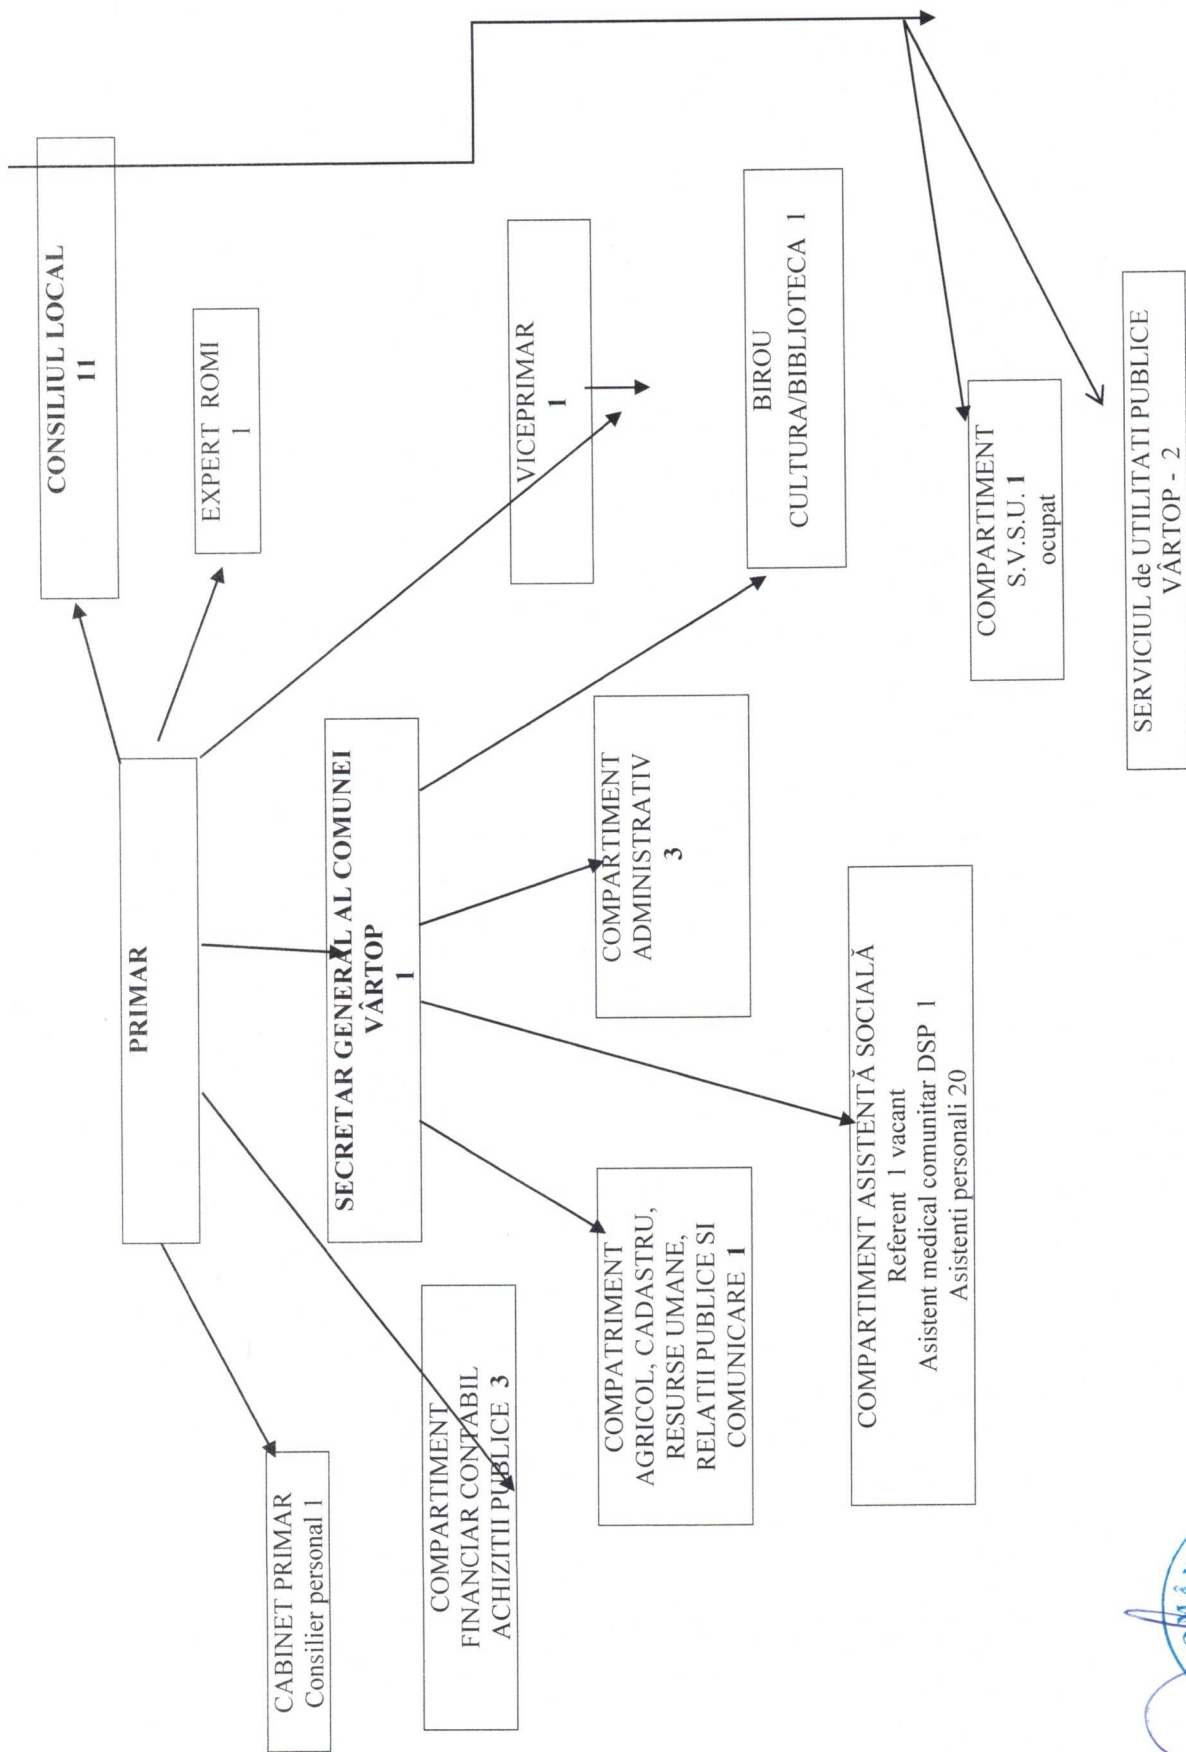 CONSILIUL LOCAL
11
EXPERT ROMI
1
PRIMAR
CABINET PRIMAR
Consilier personal 1
SECRETAR GENERAL AL COMUNEI
VÂRTOP
1
VICEPRIMAR
1
COMPARTIMENT
FINANCIAR CONTABIL
ACHIZITII PUBLICE 3
COMPATRIMENT
AGRICOL, CADASTRU,
RESURSE UMANE,
RELATII PUBLICE SI
COMUNICARE 1
COMPARTIMENT
ADMINISTRATIV
3
BIROU
CULTURA/BIBLIOTECA 1
COMPARTIMENT ASISTENTĂ SOCIALĂ
Referent 1 vacant
Asistent medical comunitar DSP 1
Asistenti personali 20
COMPARTIMENT
S.V.S.U. 1
ocupat
SERVICIUL de UTILITATI PUBLICE
VÂRTOP - 2